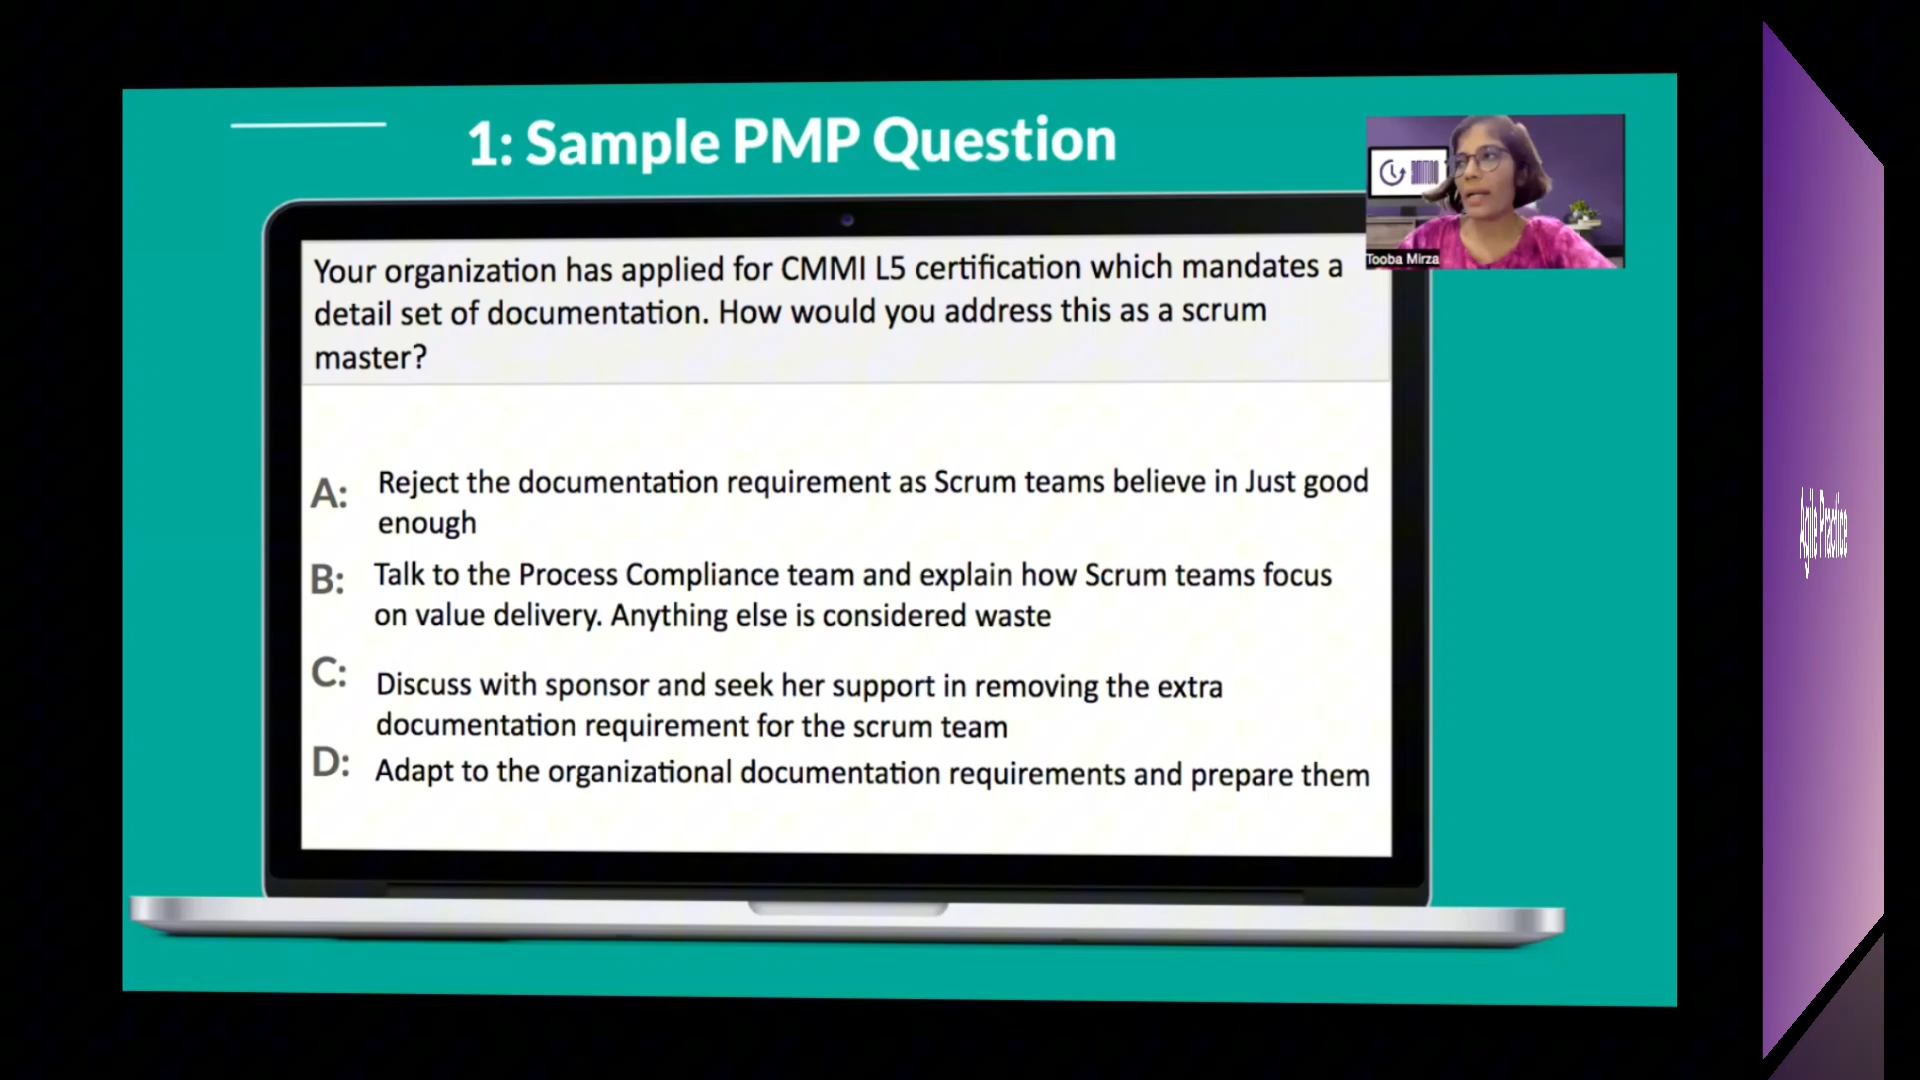 1: Sample PMP Question
Your organization has applied for CMMI L5 certification which mandates a
detail set of documentation. How would you address this as a scrum
master?
A: Reject the documentation requirement as Scrum teams believe in Just good
enough
B: Talk to the Process Compliance team and explain how Scrum teams focus
on value delivery. Anything else is considered waste
C: Discuss with sponsor and seek her support in removing the extra
documentation requirement for the scrum team
D: Adapt to the organizational documentation requirements and prepare them
Tooba Mirza
Agile Practice